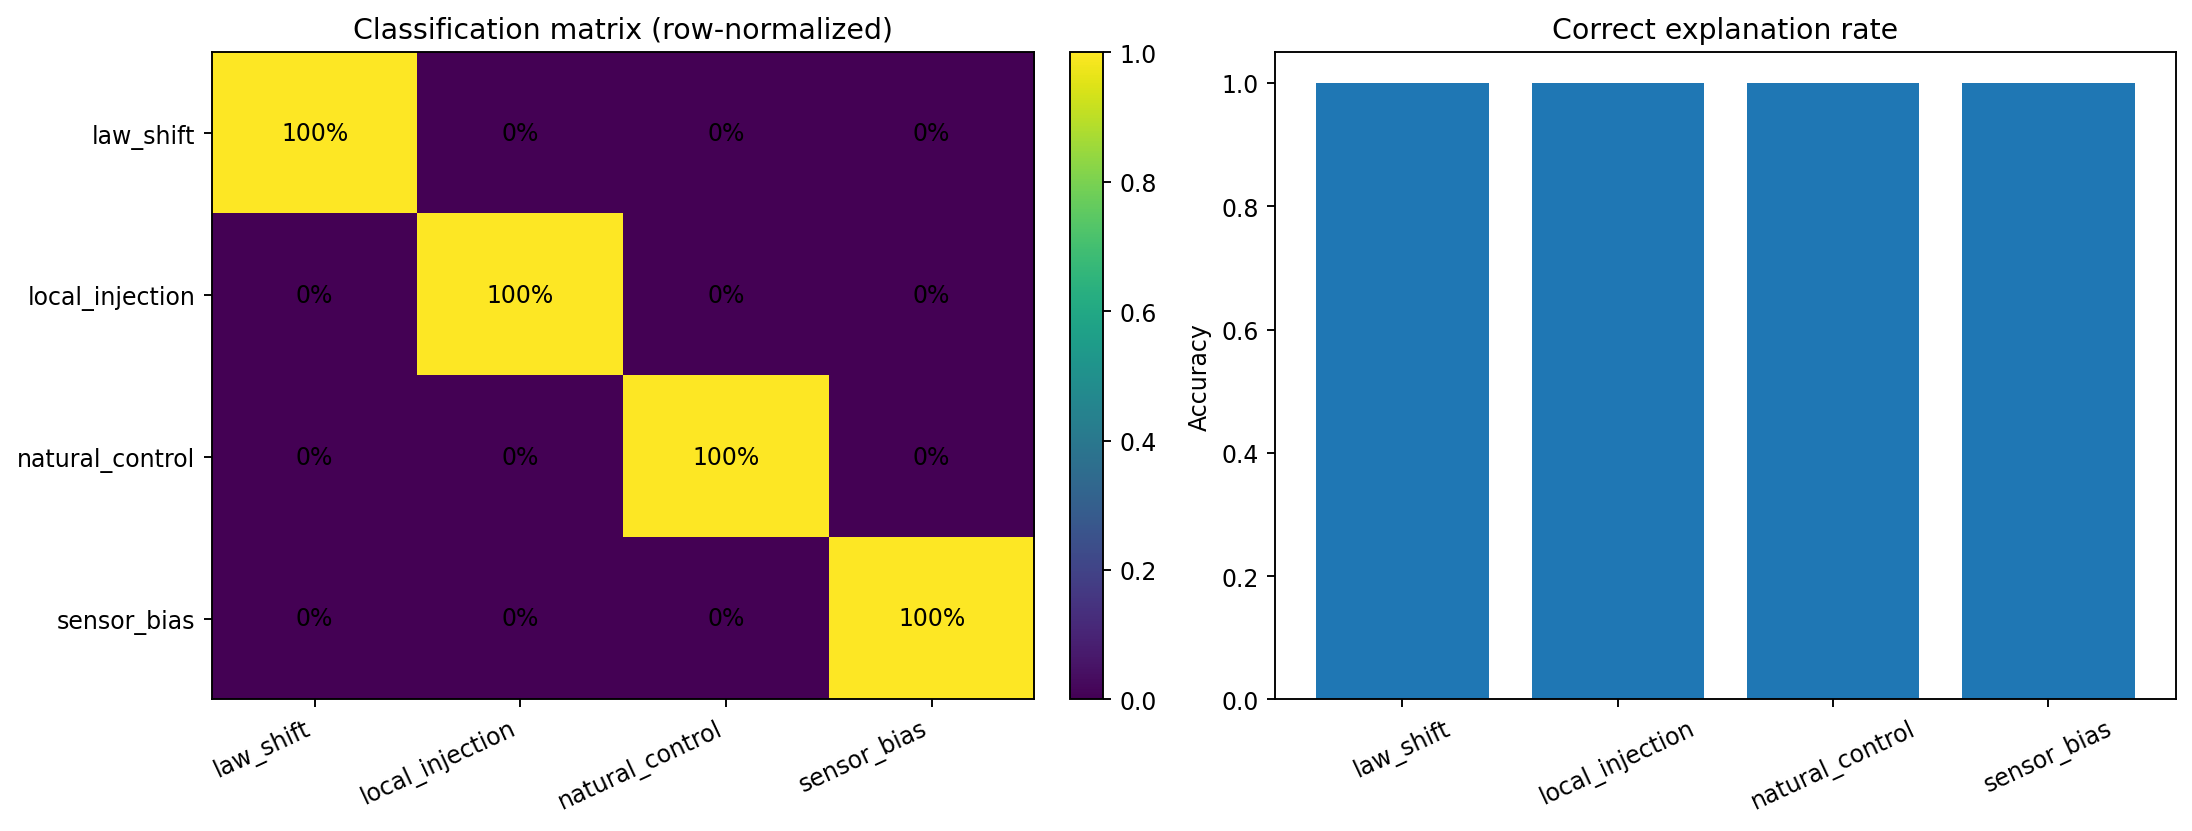 Classification matrix (row-normalized)
law_shift
100%
0%
0%
0%
local_injection
0%
100%
0%
0%
natural_control
0%
0%
100%
0%
sensor_bias
0%
0%
0%
100%
law_shift
local_injection
natural_control
sensor_bias
1.0
0.8
0.6
0.4
0.2
0.0
Correct explanation rate
Accuracy
1.0
0.8
0.6
0.4
0.2
0.0
law_shift
local_injection
natural_control
sensor_bias